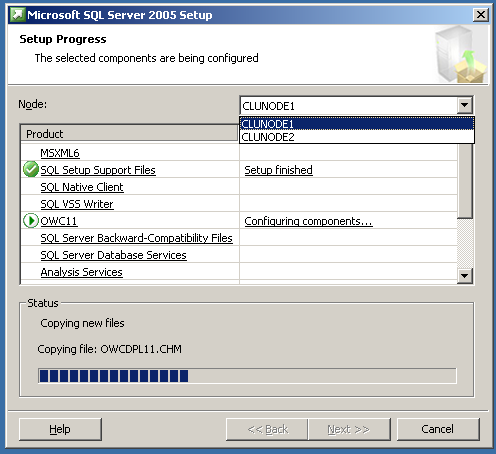 Microsoft SQL Server 2005 Setup
Setup Progress
The selected components are being configured
Node:
CLUNODE1
CLUNODE1
CLUNODE2
Product
MSXML6
SQL Setup Support Files Setup finished
SQL Native Client
SQL VSS Writer
OWC11 Configuring components...
SQL Server Backward-Compatibility Files
SQL Server Database Services
Analysis Services
Status
Copying new files
Copying file: OWCDPL11.CHM
Help << Back Next >> Cancel